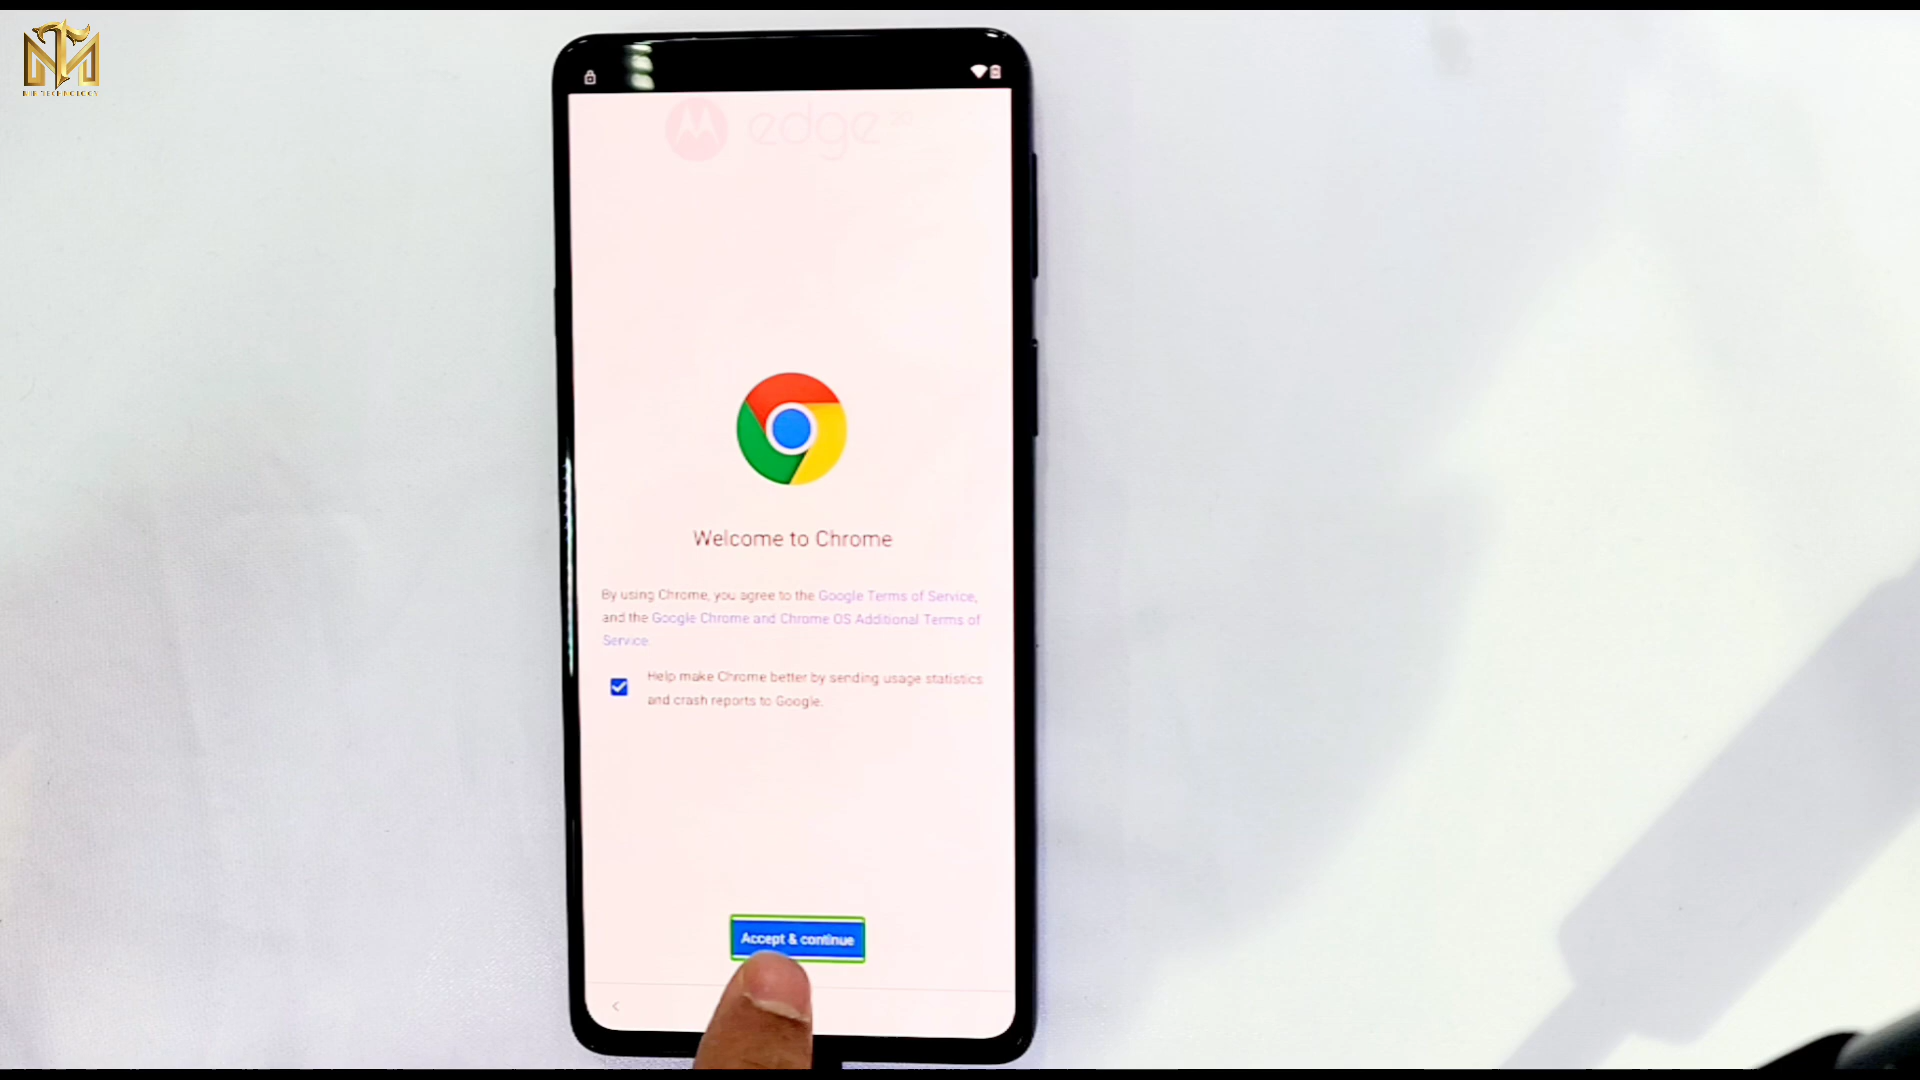 edge
Welcome to Chrome
By using Chrome, you agree to the Google Terms of Service,
and the Google Chrome and Chrome OS Additional Terms of
Service.
Help make Chrome better by sending usage statistics
and crash reports to Google.
Accept & continue